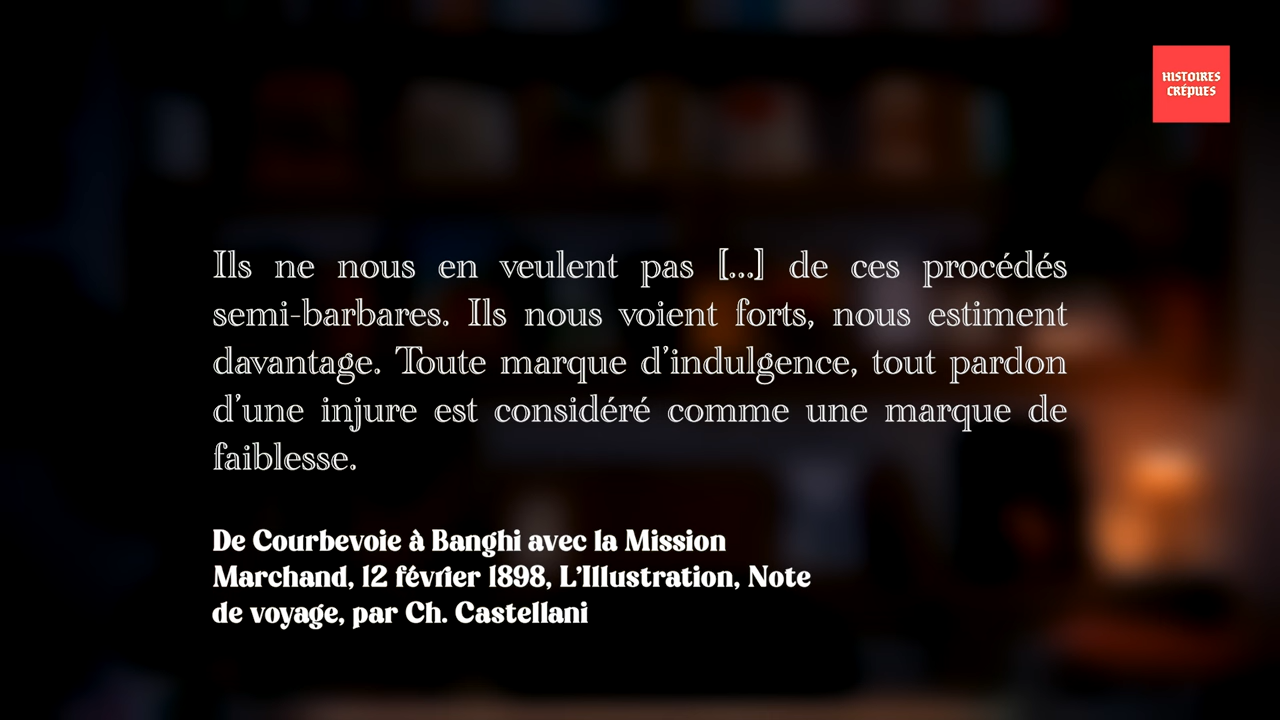 HISTOIRES
CRÉPUES
Ils ne nous en veulent pas [...] de ces procédés
semi-barbares. Ils nous voient forts, nous estiment
davantage. Toute marque d'indulgence, tout pardon
d'une injure est considéré comme une marque de
faiblesse.
De Courbevoie à Banghi avec la Mission
Marchand, 12 février 1898, L'Illustration, Note
de voyage, par Ch. Castellani